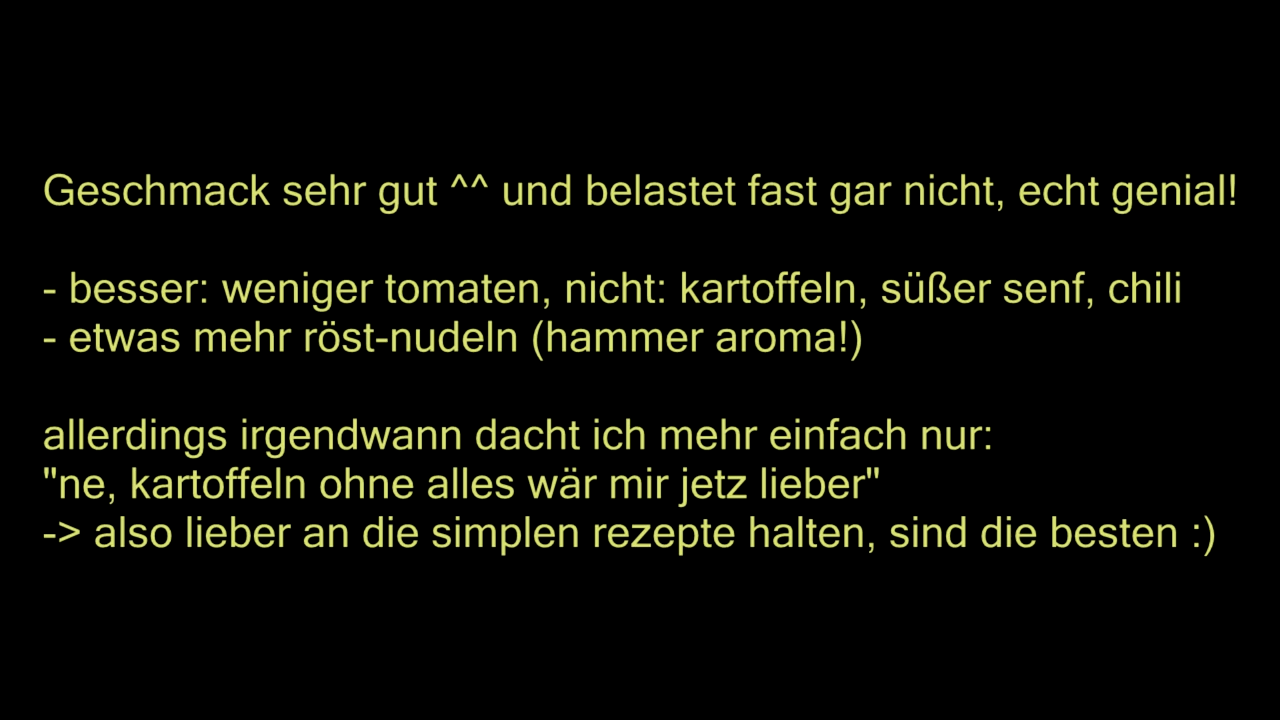 Geschmack sehr gut ^^ und belastet fast gar nicht, echt genial!
- besser: weniger tomaten, nicht: kartoffeln, süßer senf, chili
- etwas mehr röst-nudeln (hammer aroma!)
allerdings irgendwann dacht ich mehr einfach nur:
"ne, kartoffeln ohne alles wär mir jetz lieber"
-> also lieber an die simplen rezepte halten, sind die besten :)